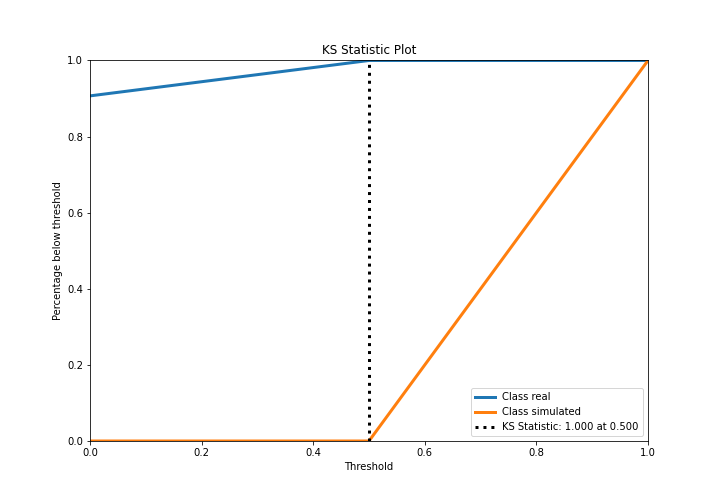 KS Statistic Plot
1.0
0.8
0.6
0.4
0.2
0.0
Percentage below threshold
0.0 0.2 0.4 0.6 0.8 1.0
Threshold
Class real
Class simulated
KS Statistic: 1.000 at 0.500